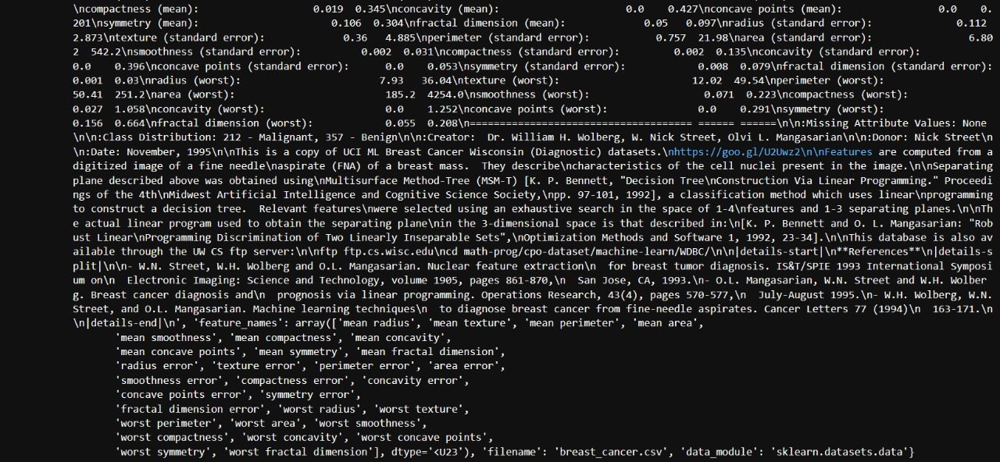 \ncompactness (mean):                   0.019  0.345\nconcavity (mean):                     0.0    0.427\nconcave points (mean):                0.0    0.
201\nsymmetry (mean):                      0.106  0.304\nfractal dimension (mean):             0.05   0.097\nradius (standard error):              0.112
2.873\ntexture (standard error):             0.36   4.885\nperimeter (standard error):           0.757  21.98\narea (standard error):                6.80
2  542.2\nsmoothness (standard error):          0.002  0.031\ncompactness (standard error):         0.002  0.135\nconcavity (standard error):
0.0    0.396\nconcave points (standard error):      0.0    0.053\nsymmetry (standard error):            0.008  0.079\nfractal dimension (standard error):
0.001  0.03\nradius (worst):                       7.93   36.04\ntexture (worst):                      12.02  49.54\nperimeter (worst):
50.41  251.2\narea (worst):                         185.2  4254.0\nsmoothness (worst):                   0.071  0.223\ncompactness (worst):
0.027  1.058\nconcavity (worst):                    0.0    1.252\nconcave points (worst):               0.0    0.291\nsymmetry (worst):
0.156  0.664\nfractal dimension (worst):            0.055  0.208\n===================================== ====== ======\n\n:Missing Attribute Values: None
\n\n:Class Distribution: 212 - Malignant, 357 - Benign\n\n:Creator:  Dr. William H. Wolberg, W. Nick Street, Olvi L. Mangasarian\n\n:Donor: Nick Street\n
\n:Date: November, 1995\n\nThis is a copy of UCI ML Breast Cancer Wisconsin (Diagnostic) datasets.\nhttps://goo.gl/U2Uwz2\n\nFeatures are computed from a
digitized image of a fine needle\naspirate (FNA) of a breast mass.  They describe\ncharacteristics of the cell nuclei present in the image.\n\nSeparating
plane described above was obtained using\nMultisurface Method-Tree (MSM-T) [K. P. Bennett, "Decision Tree\nConstruction Via Linear Programming." Proceedi
ngs of the 4th\nMidwest Artificial Intelligence and Cognitive Science Society,\npp. 97-101, 1992], a classification method which uses linear\nprogramming
to construct a decision tree.  Relevant features\nwere selected using an exhaustive search in the space of 1-4\nfeatures and 1-3 separating planes.\n\nTh
e actual linear program used to obtain the separating plane\nin the 3-dimensional space is that described in:\n[K. P. Bennett and O. L. Mangasarian: "Rob
ust Linear\nProgramming Discrimination of Two Linearly Inseparable Sets",\nOptimization Methods and Software 1, 1992, 23-34].\n\nThis database is also av
ailable through the UW CS ftp server:\n\nftp ftp.cs.wisc.edu\ncd math-prog/cpo-dataset/machine-learn/WDBC/\n\n|details-start|\n**References**\n|details-s
plit|\n\n- W.N. Street, W.H. Wolberg and O.L. Mangasarian. Nuclear feature extraction\n  for breast tumor diagnosis. IS&T/SPIE 1993 International Symposi
um on\n  Electronic Imaging: Science and Technology, volume 1905, pages 861-870,\n  San Jose, CA, 1993.\n- O.L. Mangasarian, W.N. Street and W.H. Wolber
g. Breast cancer diagnosis and\n  prognosis via linear programming. Operations Research, 43(4), pages 570-577,\n  July-August 1995.\n- W.H. Wolberg, W.N.
Street, and O.L. Mangasarian. Machine learning techniques\n  to diagnose breast cancer from fine-needle aspirates. Cancer Letters 77 (1994)\n  163-171.\n
\n|details-end|\n', 'feature_names': array(['mean radius', 'mean texture', 'mean perimeter', 'mean area',
'mean smoothness', 'mean compactness', 'mean concavity',
'mean concave points', 'mean symmetry', 'mean fractal dimension',
'radius error', 'texture error', 'perimeter error', 'area error',
'smoothness error', 'compactness error', 'concavity error',
'concave points error', 'symmetry error',
'fractal dimension error', 'worst radius', 'worst texture',
'worst perimeter', 'worst area', 'worst smoothness',
'worst compactness', 'worst concavity', 'worst concave points',
'worst symmetry', 'worst fractal dimension'], dtype='<U23'), 'filename': 'breast_cancer.csv', 'data_module': 'sklearn.datasets.data'}